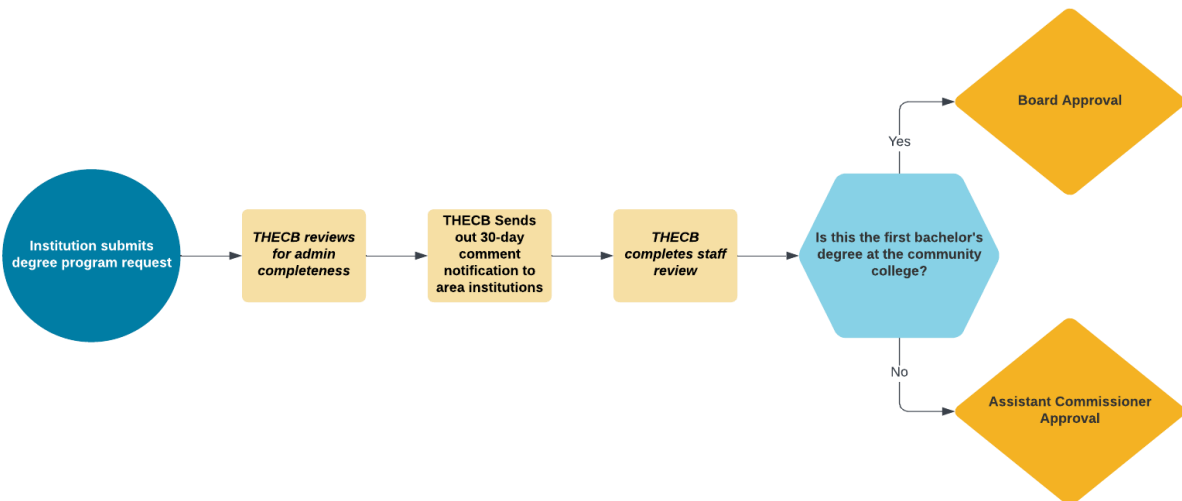 Institution submits
degree program request
THECB reviews
for admin
completeness
THECB Sends
out 30-day
comment
notification to
area institutions
THECB
completes staff
review
Is this the first bachelor's
degree at the community
college?
Yes
Board Approval
No
Assistant Commissioner
Approval